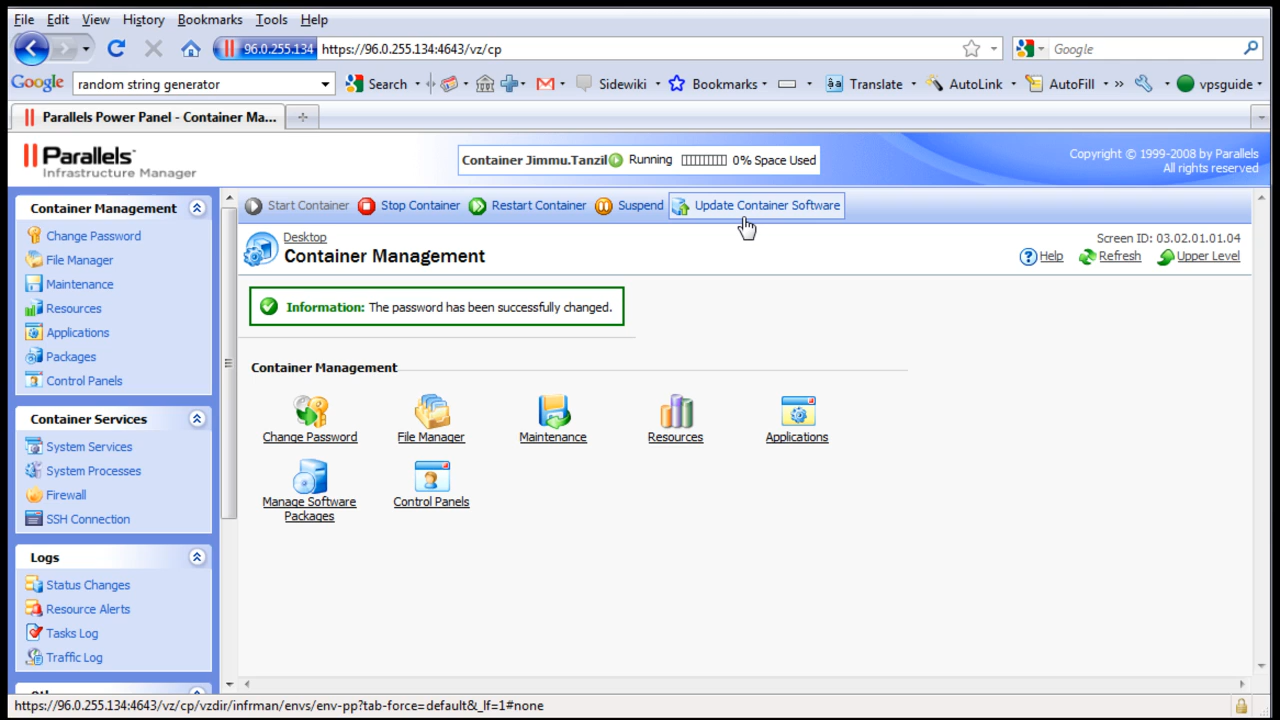 File Edit View History Bookmarks Tools Help
96.0.255.134 https://96.0.255.134:4643/vz/cp Google
Google random string generator Search Sidewiki Bookmarks Translate AutoLink AutoFill » vpsguide
Parallels Power Panel - Container Ma...
Parallels
Infrastructure Manager
Container Jimmu.Tanzil Running 0% Space Used
Copyright © 1999-2008 by Parallels
All rights reserved
Container Management
Change Password
File Manager
Maintenance
Resources
Applications
Packages
Control Panels
Container Services
System Services
System Processes
Firewall
SSH Connection
Logs
Status Changes
Resource Alerts
Tasks Log
Traffic Log
Start Container Stop Container Restart Container Suspend Update Container Software
Desktop
Container Management
Screen ID: 03.02.01.01.04
Help Refresh Upper Level
Information: The password has been successfully changed.
Container Management
Change Password File Manager Maintenance Resources Applications
Manage Software Packages Control Panels
https://96.0.255.134:4643/vz/cp/vzdir/infrman/envs/env-pp?tab-force=default&_lf=1#none